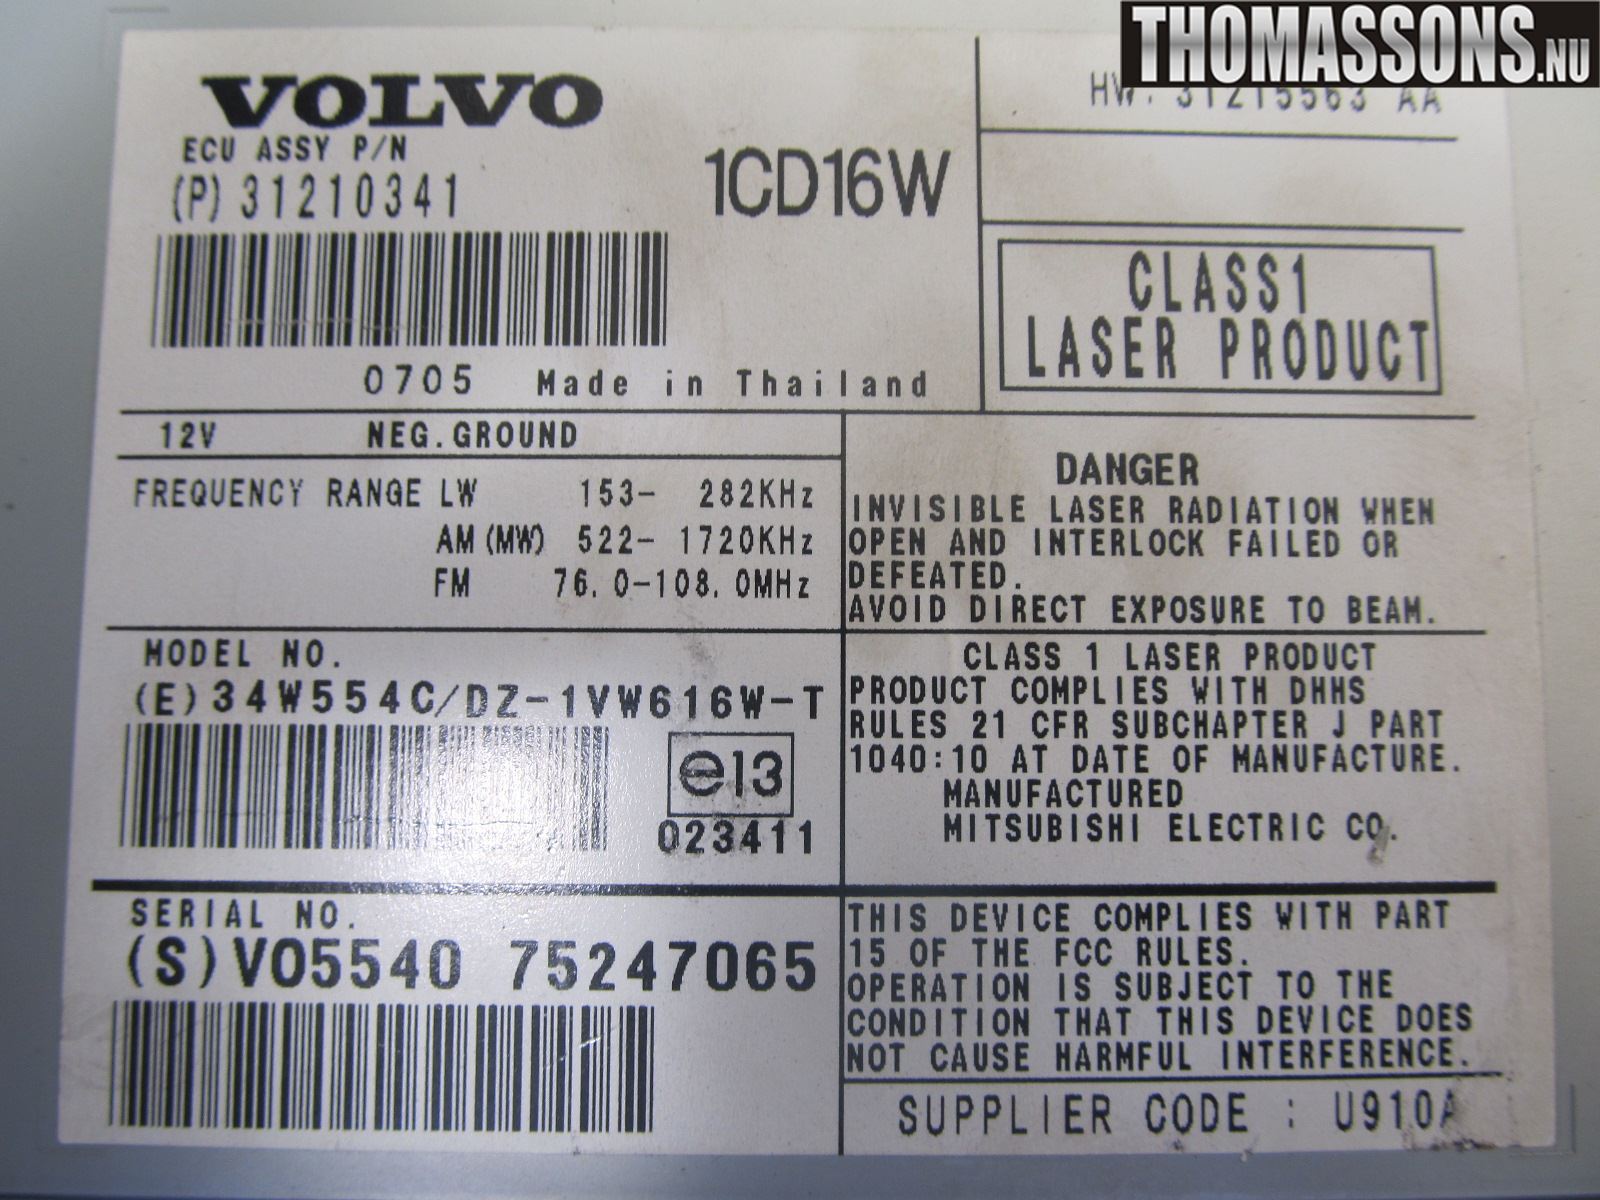 THOMASSONS.NU
VOLVO
ECU ASSY P/N
(P) 31210341
1CD16W
0705 Made in Thailand
HW. 31215563 AA
CLASS1
LASER PRODUCT
12V NEG.GROUND
FREQUENCY RANGE LW 153- 282KHz
AM (MW) 522- 1720KHz
FM 76.0-108.0MHz
DANGER
INVISIBLE LASER RADIATION WHEN
OPEN AND INTERLOCK FAILED OR
DEFEATED.
AVOID DIRECT EXPOSURE TO BEAM.
MODEL NO.
(E)34W554C/DZ-1VW616W-T
e13
023411
CLASS 1 LASER PRODUCT
PRODUCT COMPLIES WITH DHHS
RULES 21 CFR SUBCHAPTER J PART
1040:10 AT DATE OF MANUFACTURE.
MANUFACTURED
MITSUBISHI ELECTRIC CO.
SERIAL NO.
(S)VO5540 75247065
THIS DEVICE COMPLIES WITH PART
15 OF THE FCC RULES.
OPERATION IS SUBJECT TO THE
CONDITION THAT THIS DEVICE DOES
NOT CAUSE HARMFUL INTERFERENCE.
SUPPLIER CODE : U910A